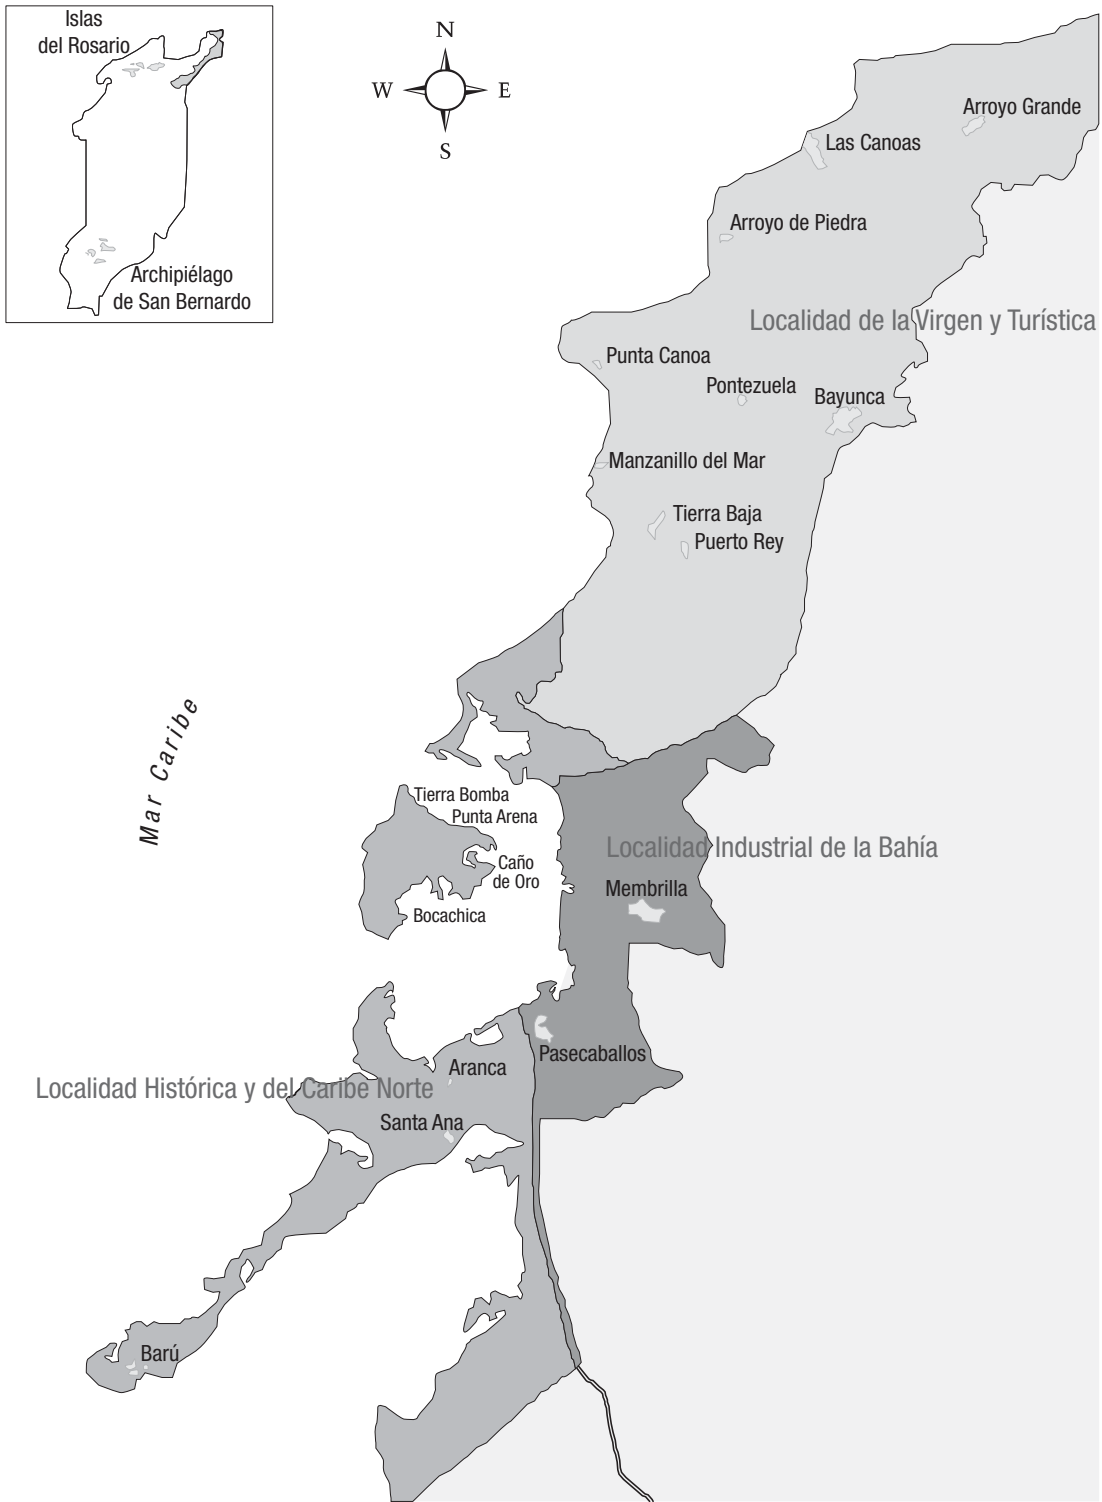 Islas
del Rosario
Archipiélago
de San Bernardo
N
W
E
S
Arroyo Grande
Las Canoas
Arroyo de Piedra
Localidad de la Virgen y Turística
Punta Canoa
Pontezuela
Bayunca
Manzanillo del Mar
Tierra Baja
Puerto Rey
Mar Caribe
Tierra Bomba
Punta Arena
Localidad Industrial de la Bahía
Caño
de Oro
Membrilla
Bocachica
Pasecaballos
Aranca
Localidad Histórica y del Caribe Norte
Santa Ana
Barú